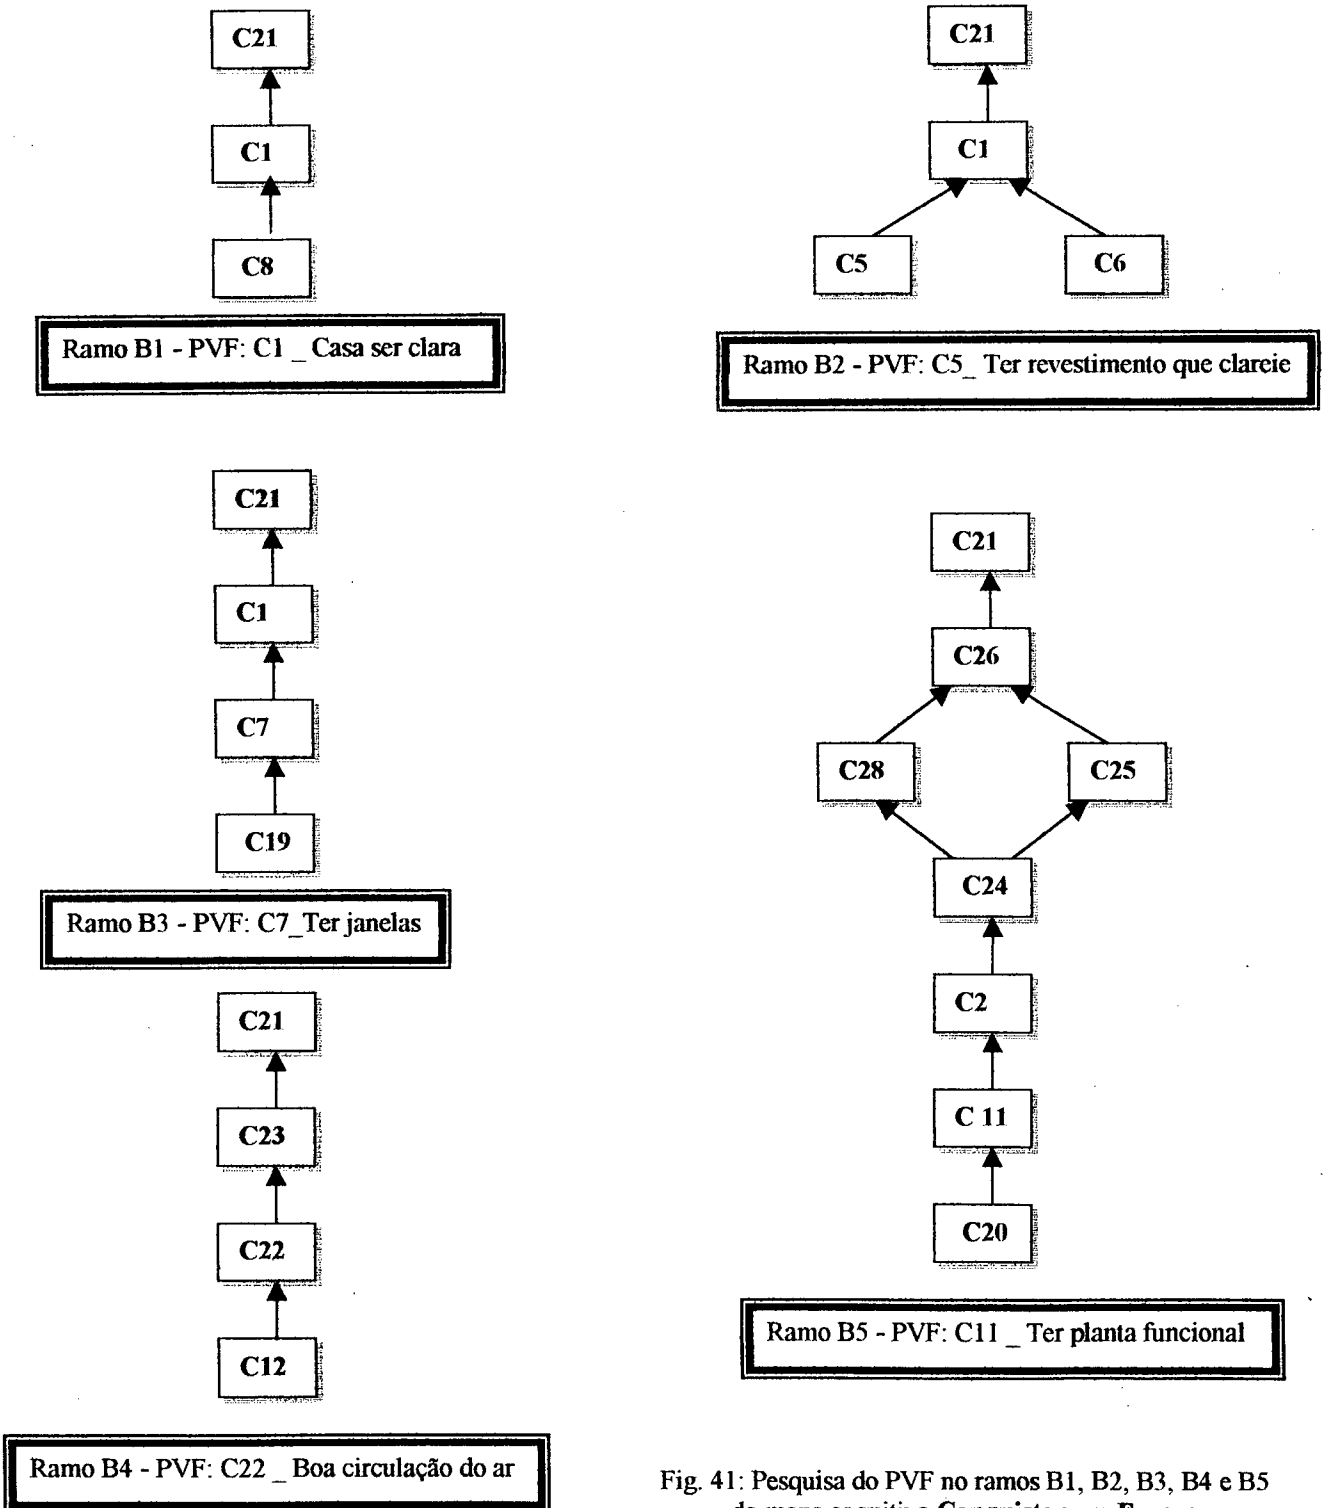 C21
C1
C8
Ramo B1 - PVF: C1 _ Casa ser clara
C21
C1
C5
C6
Ramo B2 - PVF: C5_ Ter revestimento que clareie
C21
C1
C7
C19
Ramo B3 - PVF: C7_Ter janelas
C21
C23
C22
C12
Ramo B4 - PVF: C22 _ Boa circulação do ar
C21
C26
C28
C25
C24
C2
C 11
C20
Ramo B5 - PVF: C11 _ Ter planta funcional
Fig. 41: Pesquisa do PVF no ramos B1, B2, B3, B4 e B5